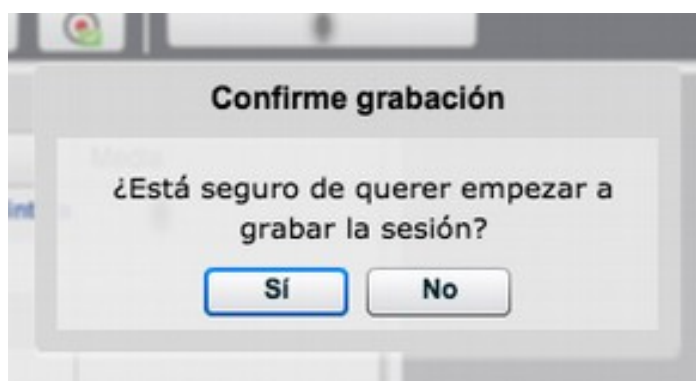 Confirme grabación
¿Está seguro de querer empezar a
grabar la sesión?
Sí
No